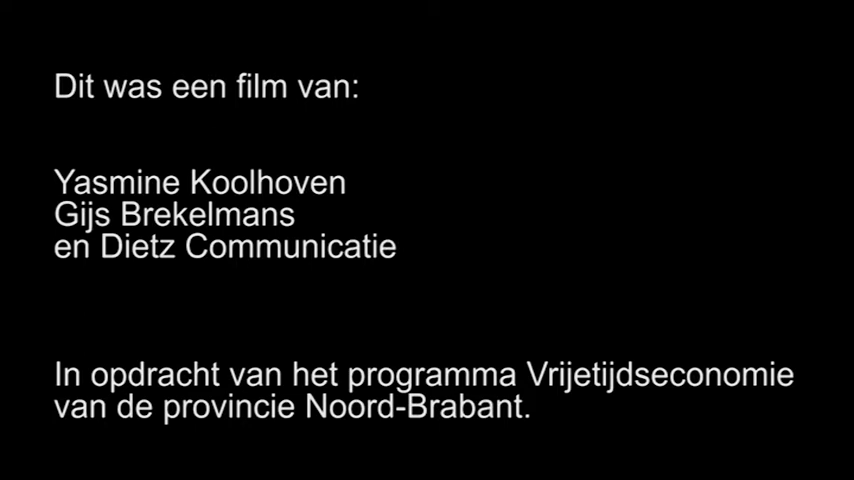 Dit was een film van:
Yasmine Koolhoven
Gijs Brekelmans
en Dietz Communicatie
In opdracht van het programma Vrijetijdseconomie
van de provincie Noord-Brabant.